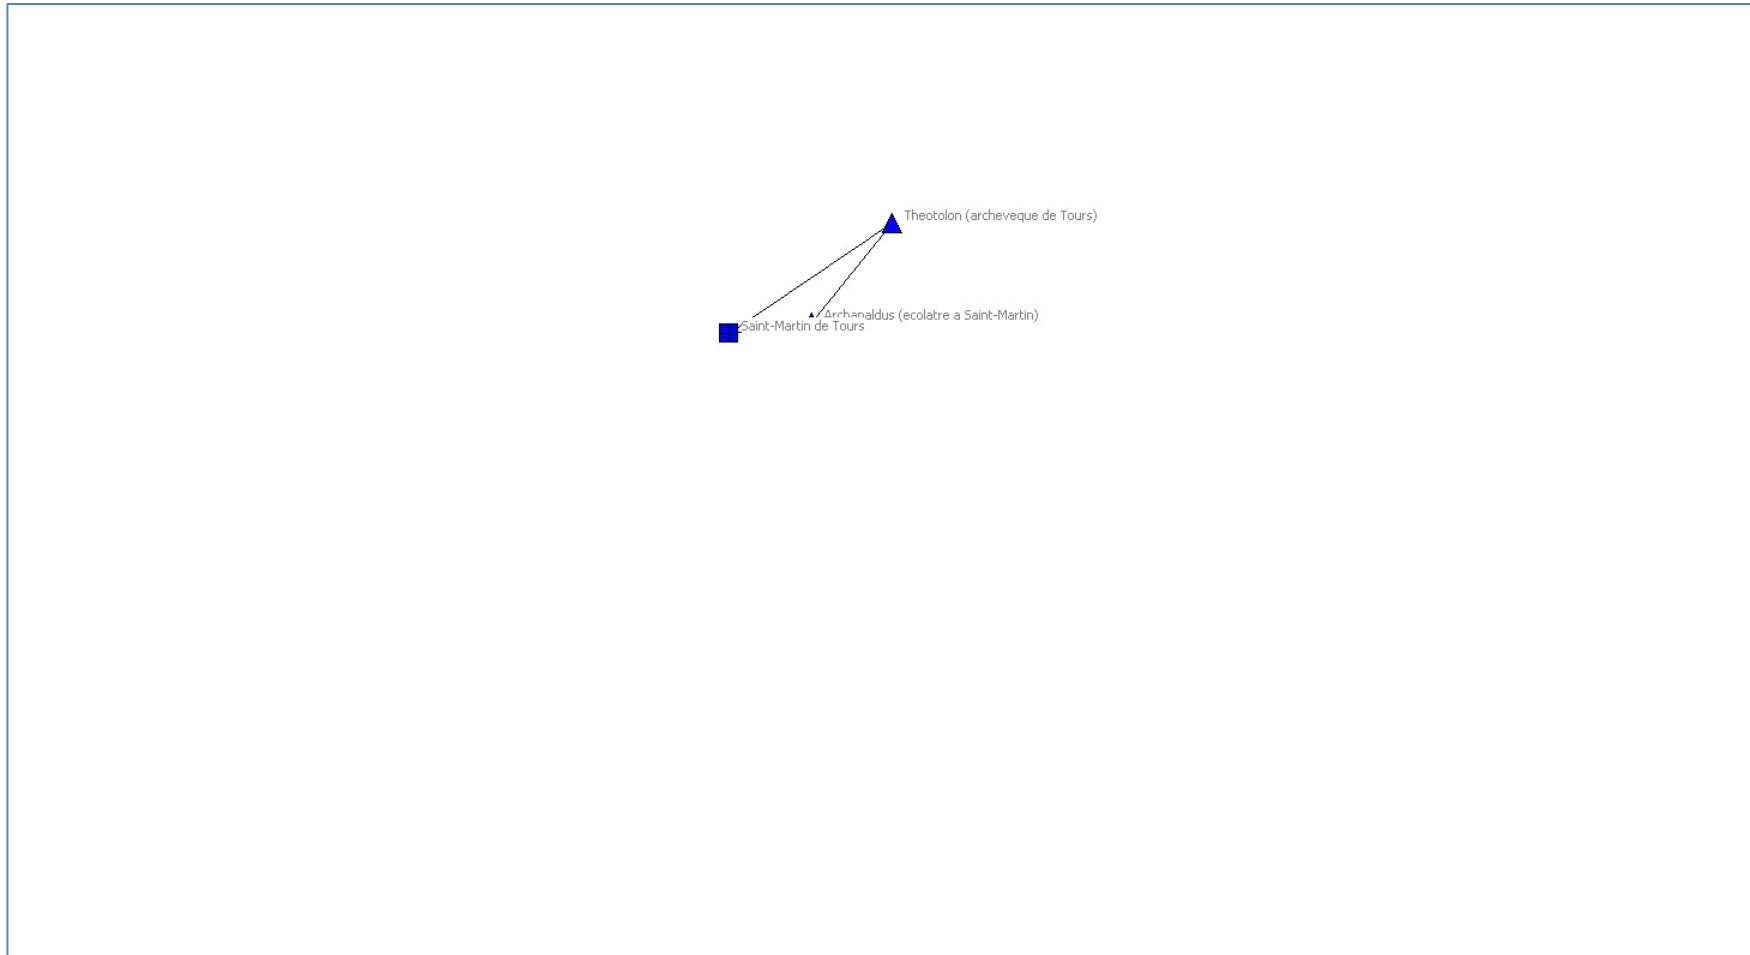 Theotolon (archeveque de Tours)
Archanaldus (ecolatre a Saint-Martin)
Saint-Martin de Tours